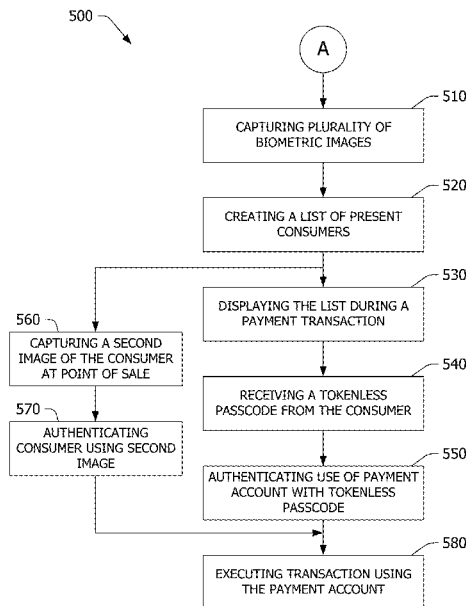 500
A
510
CAPTURING PLURALITY OF
BIOMETRIC IMAGES
520
CREATING A LIST OF PRESENT
CONSUMERS
530
DISPLAYING THE LIST DURING A
PAYMENT TRANSACTION
560
CAPTURING A SECOND
IMAGE OF THE CONSUMER
AT POINT OF SALE
540
RECEIVING A TOKENLESS
PASSCODE FROM THE CONSUMER
570
AUTHENTICATING
CONSUMER USING SECOND
IMAGE
550
AUTHENTICATING USE OF PAYMENT
ACCOUNT WITH TOKENLESS
PASSCODE
580
EXECUTING TRANSACTION USING
THE PAYMENT ACCOUNT